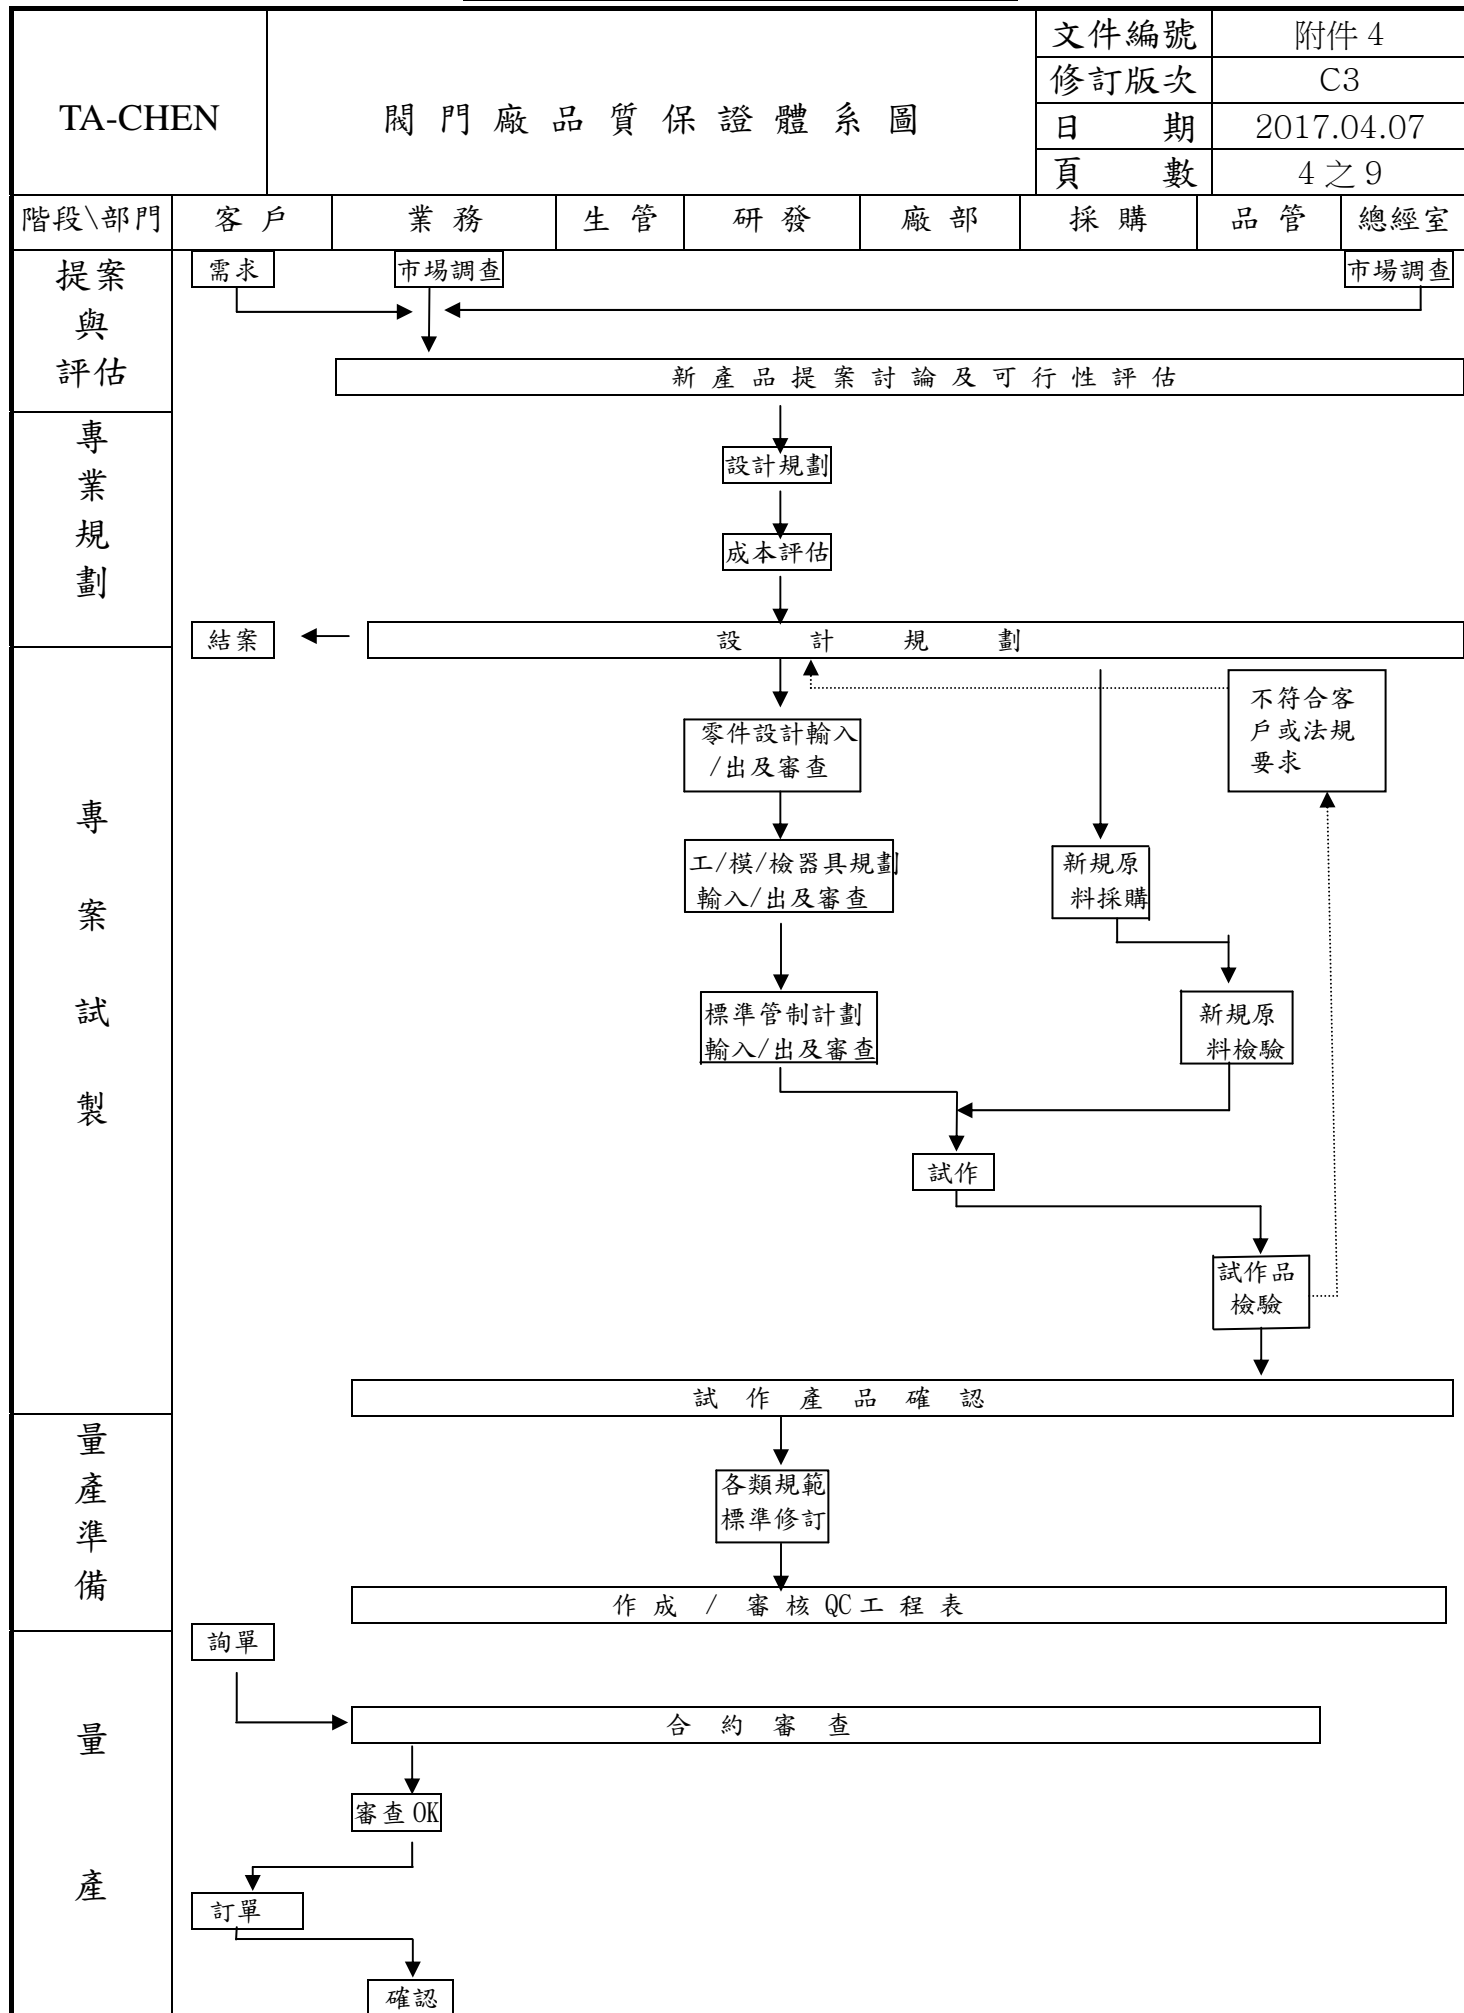 TA-CHEN
閥門廠品質保證體系圖
文件編號 附件4
修訂版次 C3
日期 2017.04.07
頁數 4之9
階段\部門 客戶 業務 生管 研發 廠部 採購 品管 總經室
提案
與
評估
需求 市場調查 市場調查
新產品提案討論及可行性評估
專
業
規
劃
設計規劃
成本評估
結案 設計規劃
專
案
試
製
不符合客
戶或法規
要求
零件設計輸入
/出及審查
工/模/檢器具規劃
輸入/出及審查
新規原
料採購
標準管制計劃
輸入/出及審查
新規原
料檢驗
試作
試作品
檢驗
試作產品確認
量
產
準
備
各類規範
標準修訂
作成/審核QC工程表
量
產
詢單
合約審查
審查OK
訂單
確認